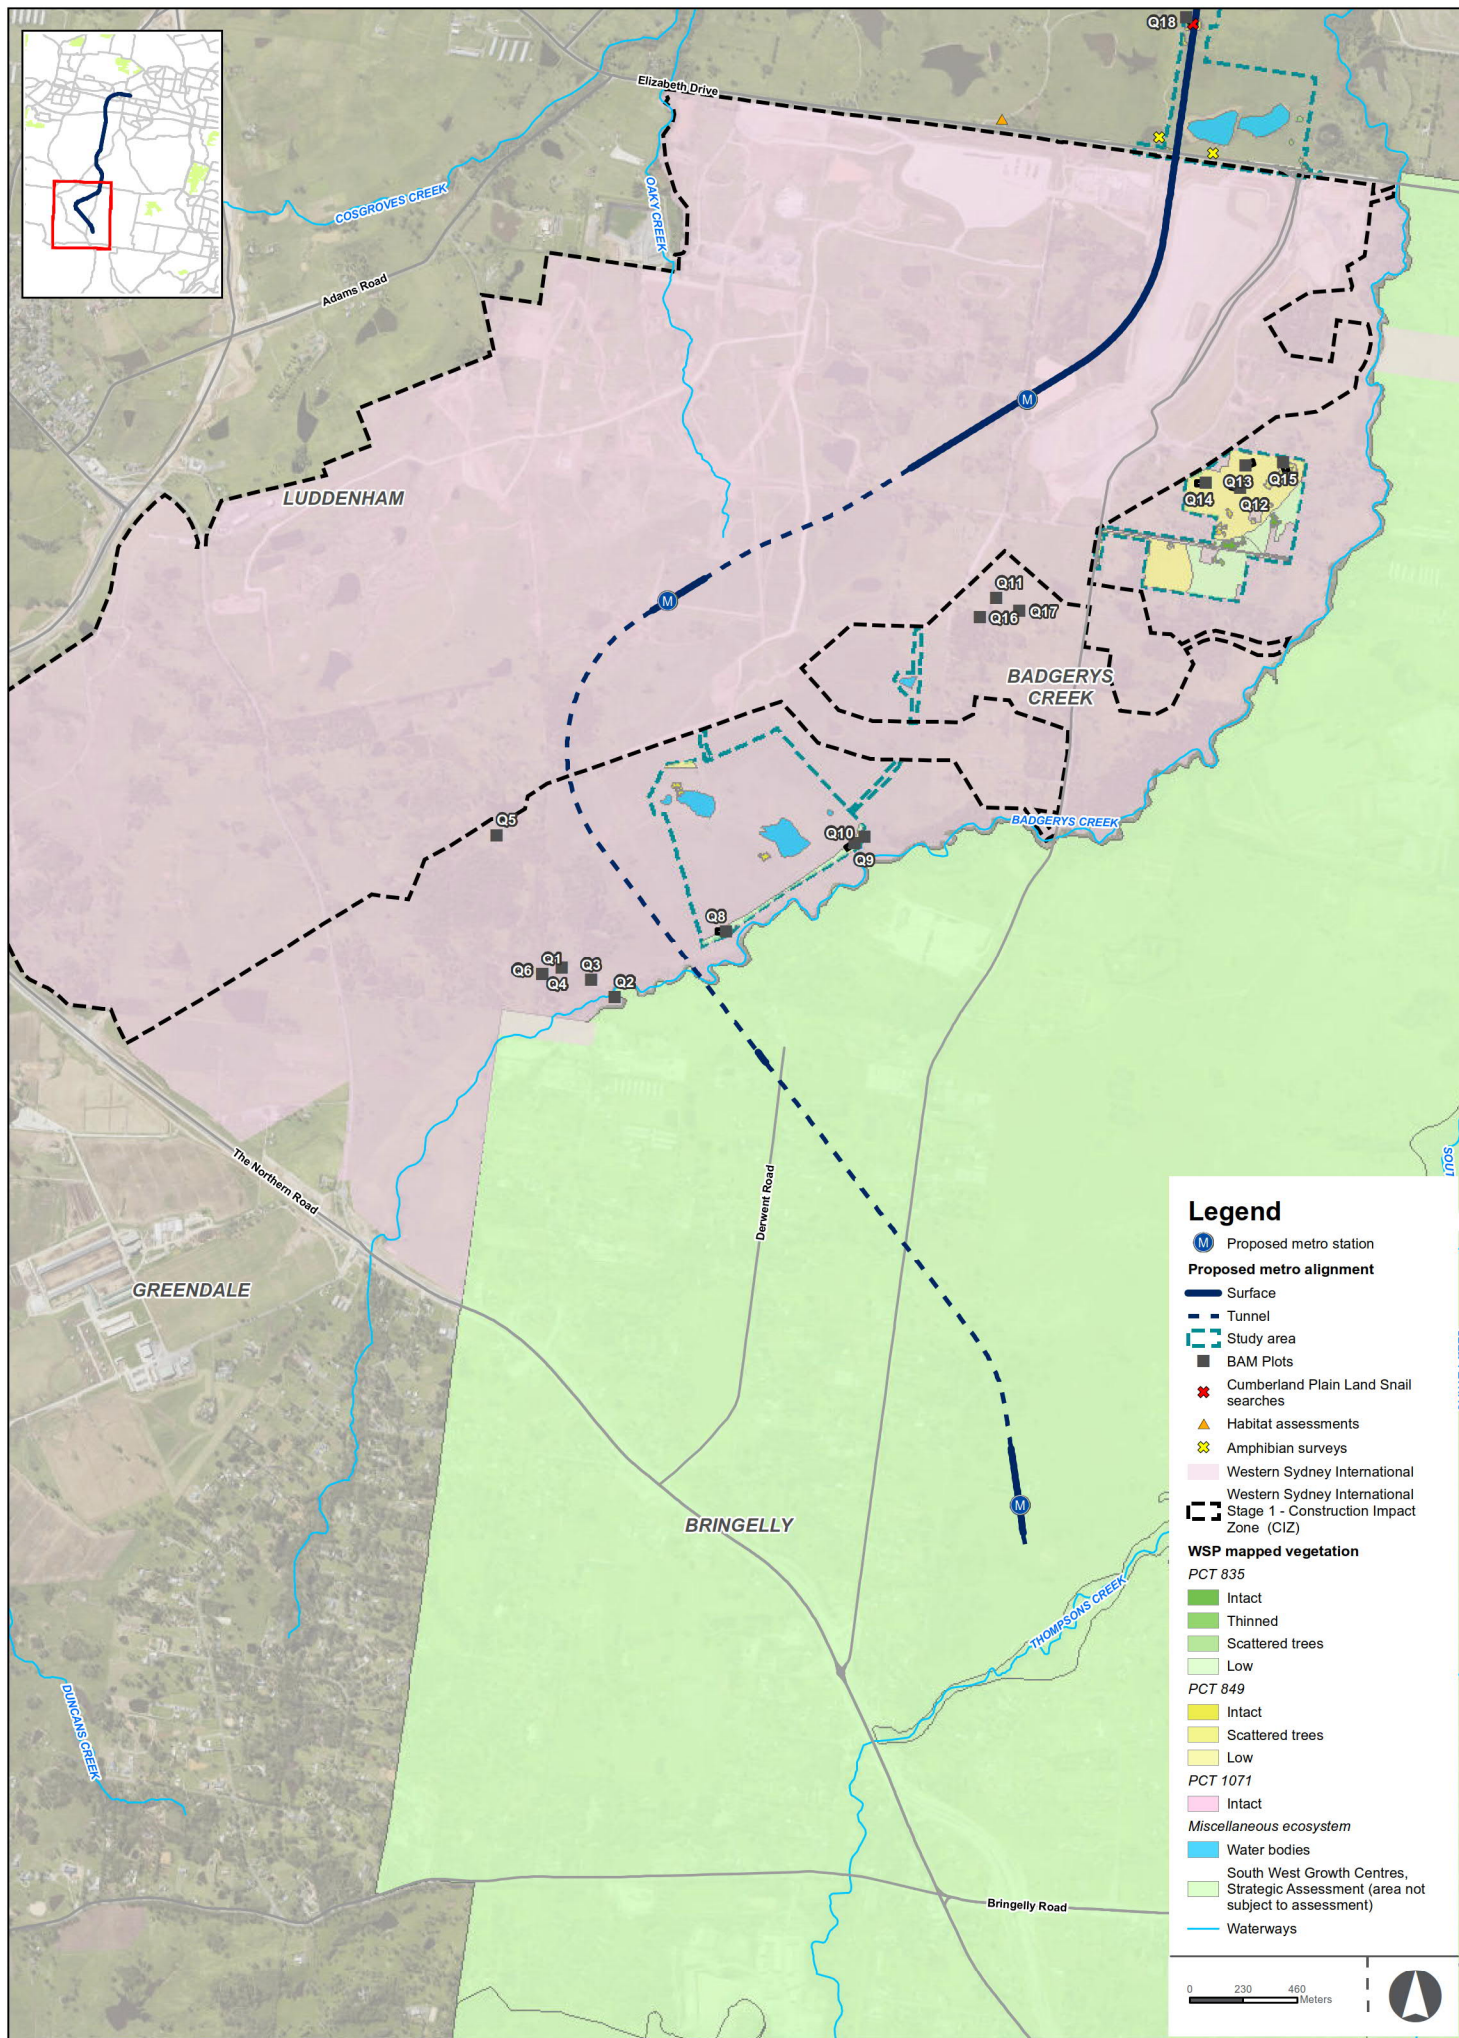 Q18
Elizabeth Drive
COSGROVES CREEK
OAKY CREEK
Adams Road
M
LUDDENHAM
Q13
Q15
Q14
Q12
M
Q11
Q16
Q17
BADGERYS
CREEK
Q5
BADGERYS CREEK
Q10
Q9
Q8
Q1
Q6
Q4
Q3
Q2
The Northern Road
Derwent Road
GREENDALE
M
BRINGELLY
THOMPSONS CREEK
DUNCANS CREEK
Bringelly Road
SOUT
Legend
M Proposed metro station
Proposed metro alignment
Surface
Tunnel
Study area
BAM Plots
Cumberland Plain Land Snail
searches
Habitat assessments
Amphibian surveys
Western Sydney International
Western Sydney International
Stage 1 - Construction Impact
Zone (CIZ)
WSP mapped vegetation
PCT 835
Intact
Thinned
Scattered trees
Low
PCT 849
Intact
Scattered trees
Low
PCT 1071
Intact
Miscellaneous ecosystem
Water bodies
South West Growth Centres,
Strategic Assessment (area not
subject to assessment)
Waterways
0 230 460
Meters